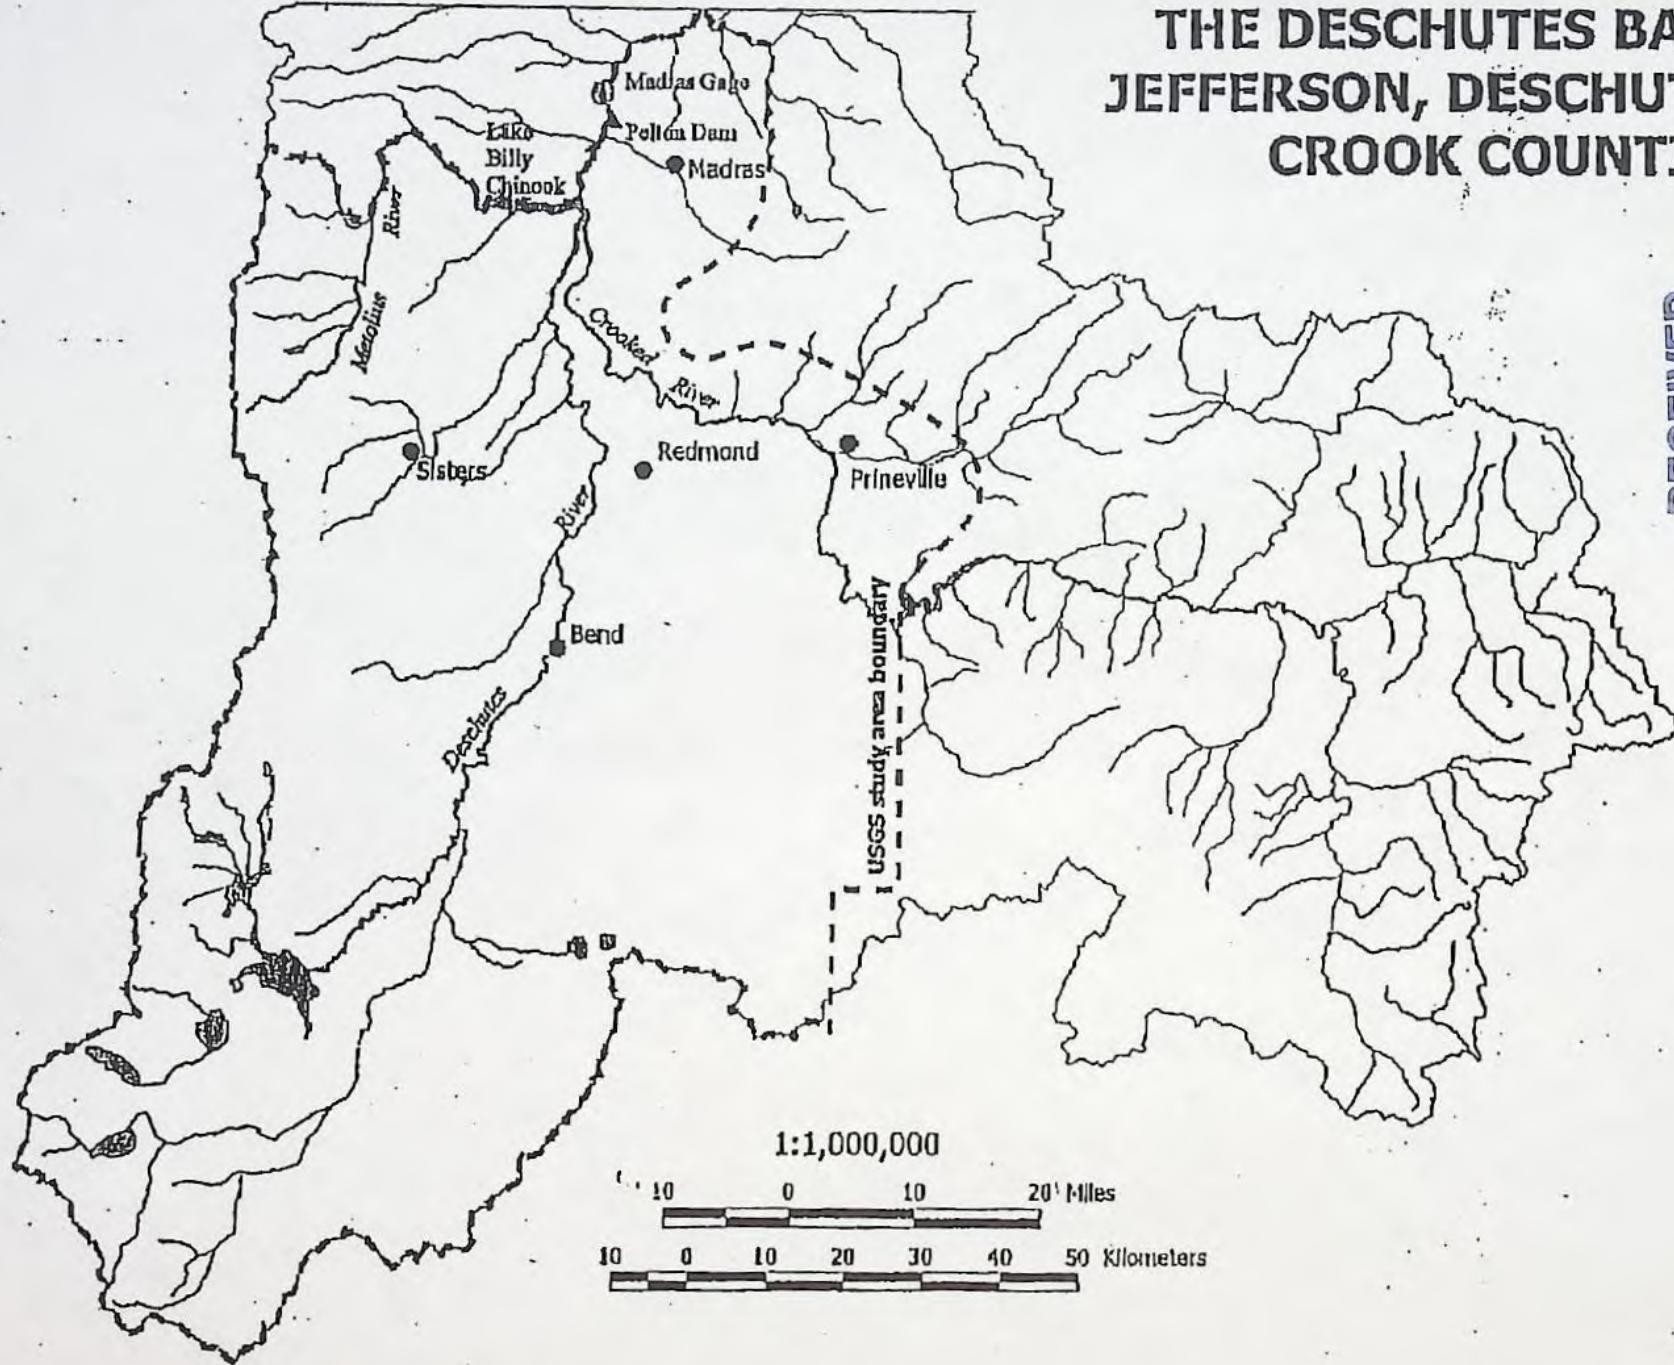 THE DESCHUTES BA
JEFFERSON, DESCHUT
CROOK COUNT
Madras Gage
Pelton Dam
Lake
Billy
Chinook
Madras
River
Metolius
Crooked
River
Sisters
Redmond
Prineville
River
Bend
Deschutes
USGS study area boundary
1:1,000,000
10 0 10 20 Miles
10 0 10 20 30 40 50 Kilometers